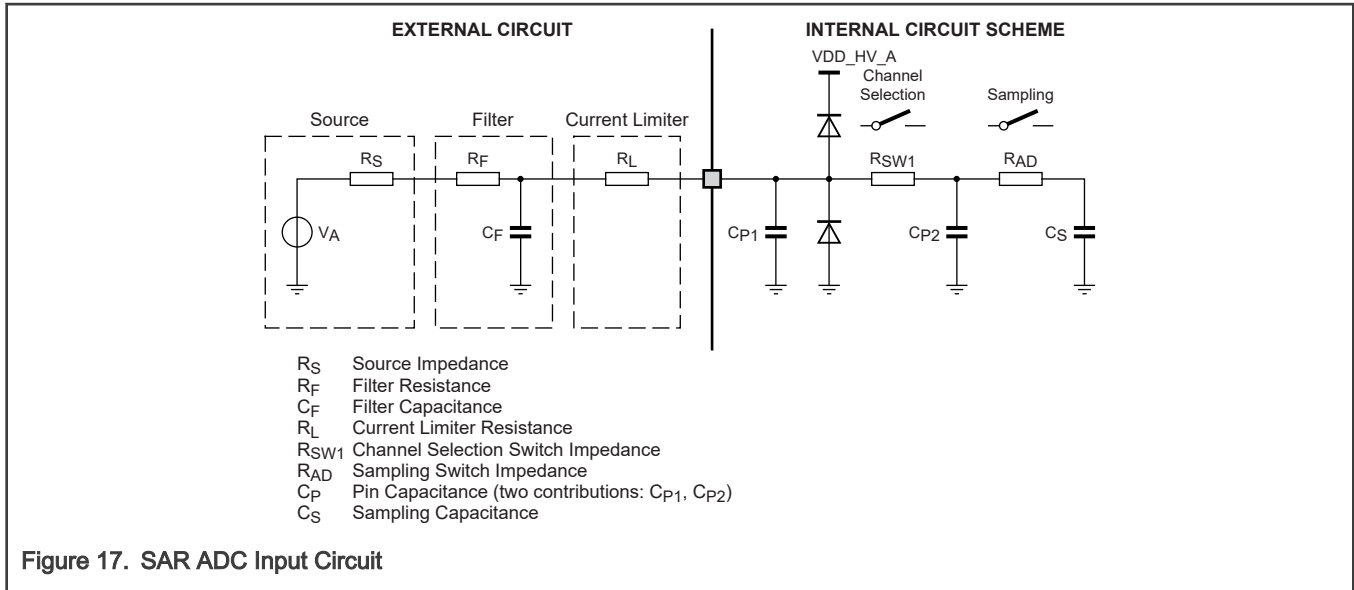 EXTERNAL CIRCUIT
INTERNAL CIRCUIT SCHEME
VDD_HV_A
Channel
Selection
Sampling
Source
Filter
Current Limiter
RS
RF
RL
RSW1
RAD
VA
CF
CP1
CP2
CS
RS Source Impedance
RF Filter Resistance
CF Filter Capacitance
RL Current Limiter Resistance
RSW1 Channel Selection Switch Impedance
RAD Sampling Switch Impedance
CP Pin Capacitance (two contributions: CP1, CP2)
CS Sampling Capacitance
Figure 17. SAR ADC Input Circuit